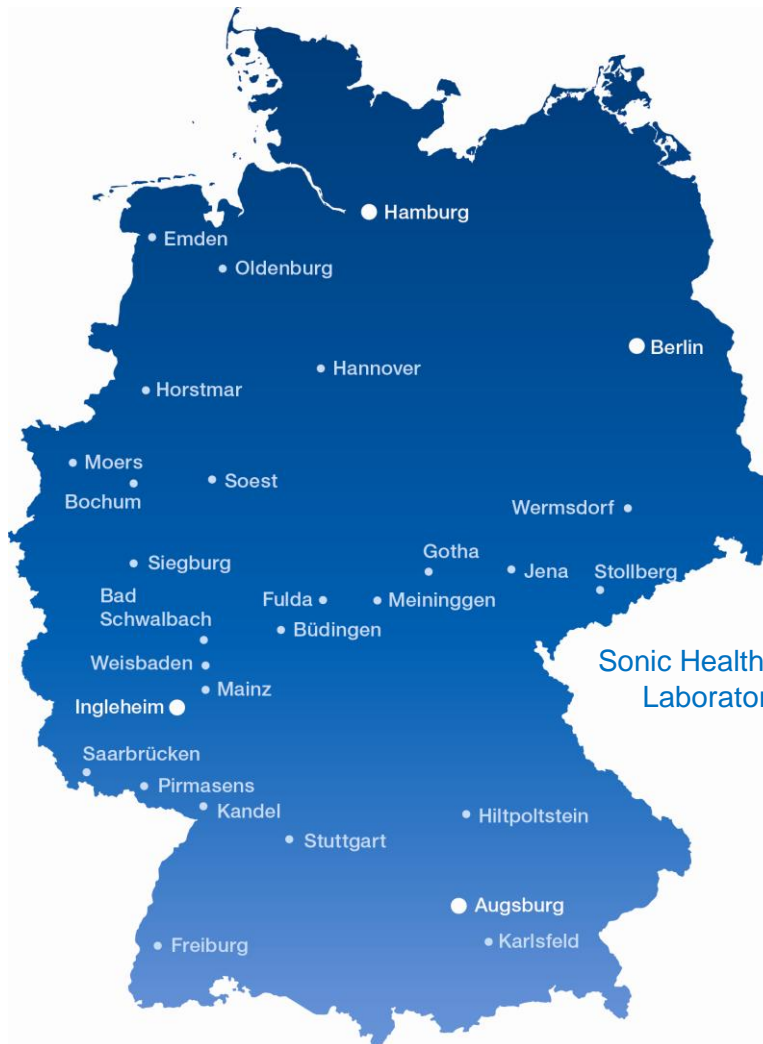 Hamburg
Emden
Oldenburg
Berlin
Hannover
Horstmar
Moers
Soest
Bochum
Wermsdorf
Gotha
Siegburg
Jena
Stollberg
Bad
Schwalbach
Fulda
Meininggen
Büdingen
Weisbaden
Mainz
Ingleheim
Sonic Health
Laborator
Saarbrücken
Pirmasens
Kandel
Hiltpoltstein
Stuttgart
Augsburg
Karlsfeld
Freiburg